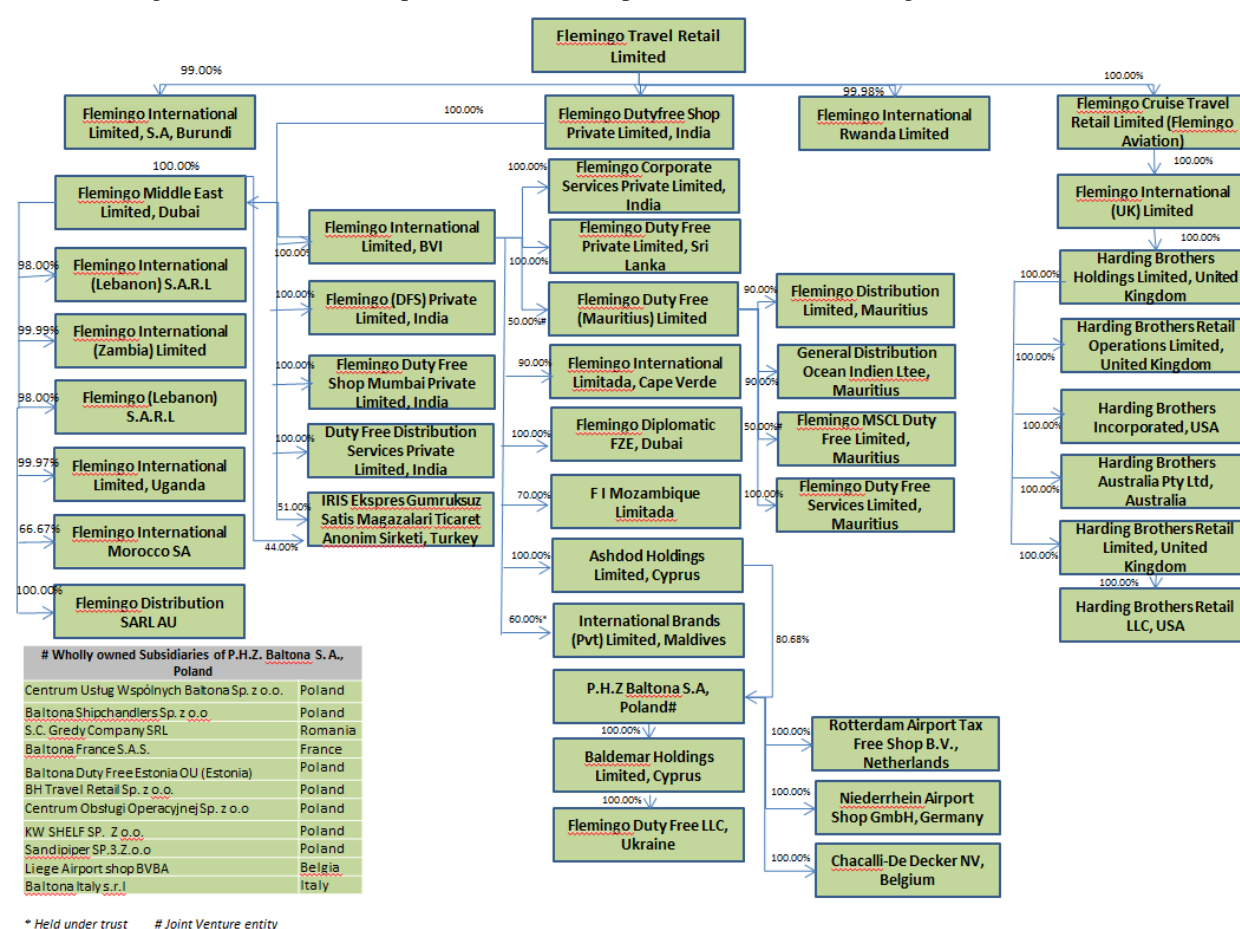 Flemingo Travel Retail
Limited
99.00%
100.00%
99.98%
100.00%
Flemingo International
Limited, S.A, Burundi
Flemingo Dutyfree Shop
Private Limited, India
Flemingo International
Rwanda Limited
Flemingo Cruise Travel
Retail Limited (Flemingo
Aviation)
100.00%
100.00%
Flemingo Middle East
Limited, Dubai
Flemingo International
Limited, BVI
100.00%
100.00%
Flemingo Corporate
Services Private Limited,
India
Flemingo International
(UK) Limited
100.00%
98.00%
Flemingo International
(Lebanon) S.A.R.L
100.00%
Flemingo Duty Free
Private Limited, Sri
Lanka
100.00%
Harding Brothers
Holdings Limited, United
Kingdom
100.00%
Flemingo (DFS) Private
Limited, India
50.00%#
Flemingo Duty Free
(Mauritius) Limited
90.00%
Flemingo Distribution
Limited, Mauritius
99.99%
Flemingo International
(Zambia) Limited
100.00%
Harding Brothers Retail
Operations Limited,
United Kingdom
100.00%
Flemingo Duty Free
Shop Mumbai Private
Limited, India
90.00%
Flemingo International
Limitada, Cape Verde
90.00%
General Distribution
Ocean Indien Ltee,
Mauritius
98.00%
Flemingo (Lebanon)
S.A.R.L
100.00%
Harding Brothers
Incorporated, USA
100.00%
Duty Free Distribution
Services Private
Limited, India
100.00%
Flemingo Diplomatic
FZE, Dubai
50.00%#
Flemingo MSCL Duty
Free Limited,
Mauritius
99.97%
Flemingo International
Limited, Uganda
100.00%
Harding Brothers
Australia Pty Ltd,
Australia
51.00%
44.00%
IRIS Ekspres Gumruksuz
Satis Magazalari Ticaret
Anonim Sirketi, Turkey
70.00%
F I Mozambique
Limitada
100.00%
Flemingo Duty Free
Services Limited,
Mauritius
66.67%
Flemingo International
Morocco SA
100.00%
Harding Brothers Retail
Limited, United
Kingdom
100.00%
Ashdod Holdings
Limited, Cyprus
100.00%
Harding Brothers Retail
LLC, USA
100.00%
Flemingo Distribution
SARL AU
60.00%*
International Brands
(Pvt) Limited, Maldives
80.68%
# Wholly owned Subsidiaries of P.H.Z. Baltona S. A.,
Poland
Centrum Usług Wspólnych Baltona Sp. z o.o. Poland
Baltona Shipchandlers Sp. z o.o Poland
S.C. Gredy Company SRL Romania
Baltona France S.A.S. France
Baltona Duty Free Estonia OU (Estonia) Poland
BH Travel Retail Sp. z o.o. Poland
Centrum Obsługi Operacyjnej Sp. z o.o Poland
KW SHELF SP. Z o.o. Poland
Sandipiper SP.3.Z.o.o Poland
Liege Airport shop BVBA Belgia
Baltona Italy s.r.l Italy
P.H.Z Baltona S.A,
Poland#
100.00%
Baldemar Holdings
Limited, Cyprus
100.00%
Flemingo Duty Free LLC,
Ukraine
100.00%
Rotterdam Airport Tax
Free Shop B.V.,
Netherlands
100.00%
Niederrhein Airport
Shop GmbH, Germany
100.00%
Chacalli-De Decker NV,
Belgium
* Held under trust # Joint Venture entity